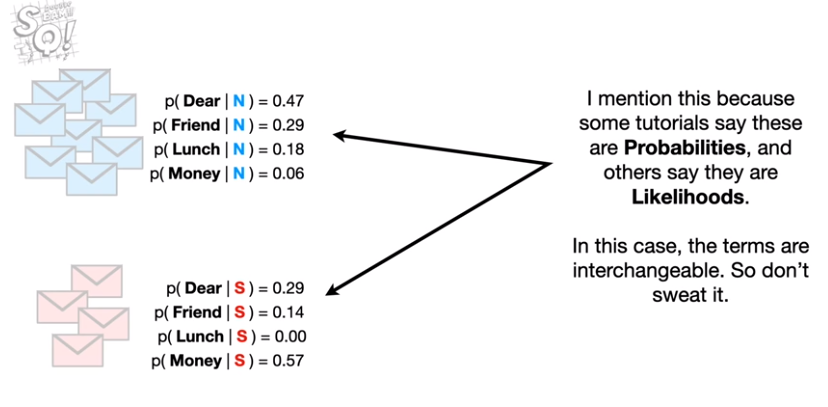 SQ!
p( Dear | N ) = 0.47
p( Friend | N ) = 0.29
p( Lunch | N ) = 0.18
p( Money | N ) = 0.06
I mention this because
some tutorials say these
are Probabilities, and
others say they are
Likelihoods.
In this case, the terms are
interchangeable. So don’t
sweat it.
p( Dear | S ) = 0.29
p( Friend | S ) = 0.14
p( Lunch | S ) = 0.00
p( Money | S ) = 0.57